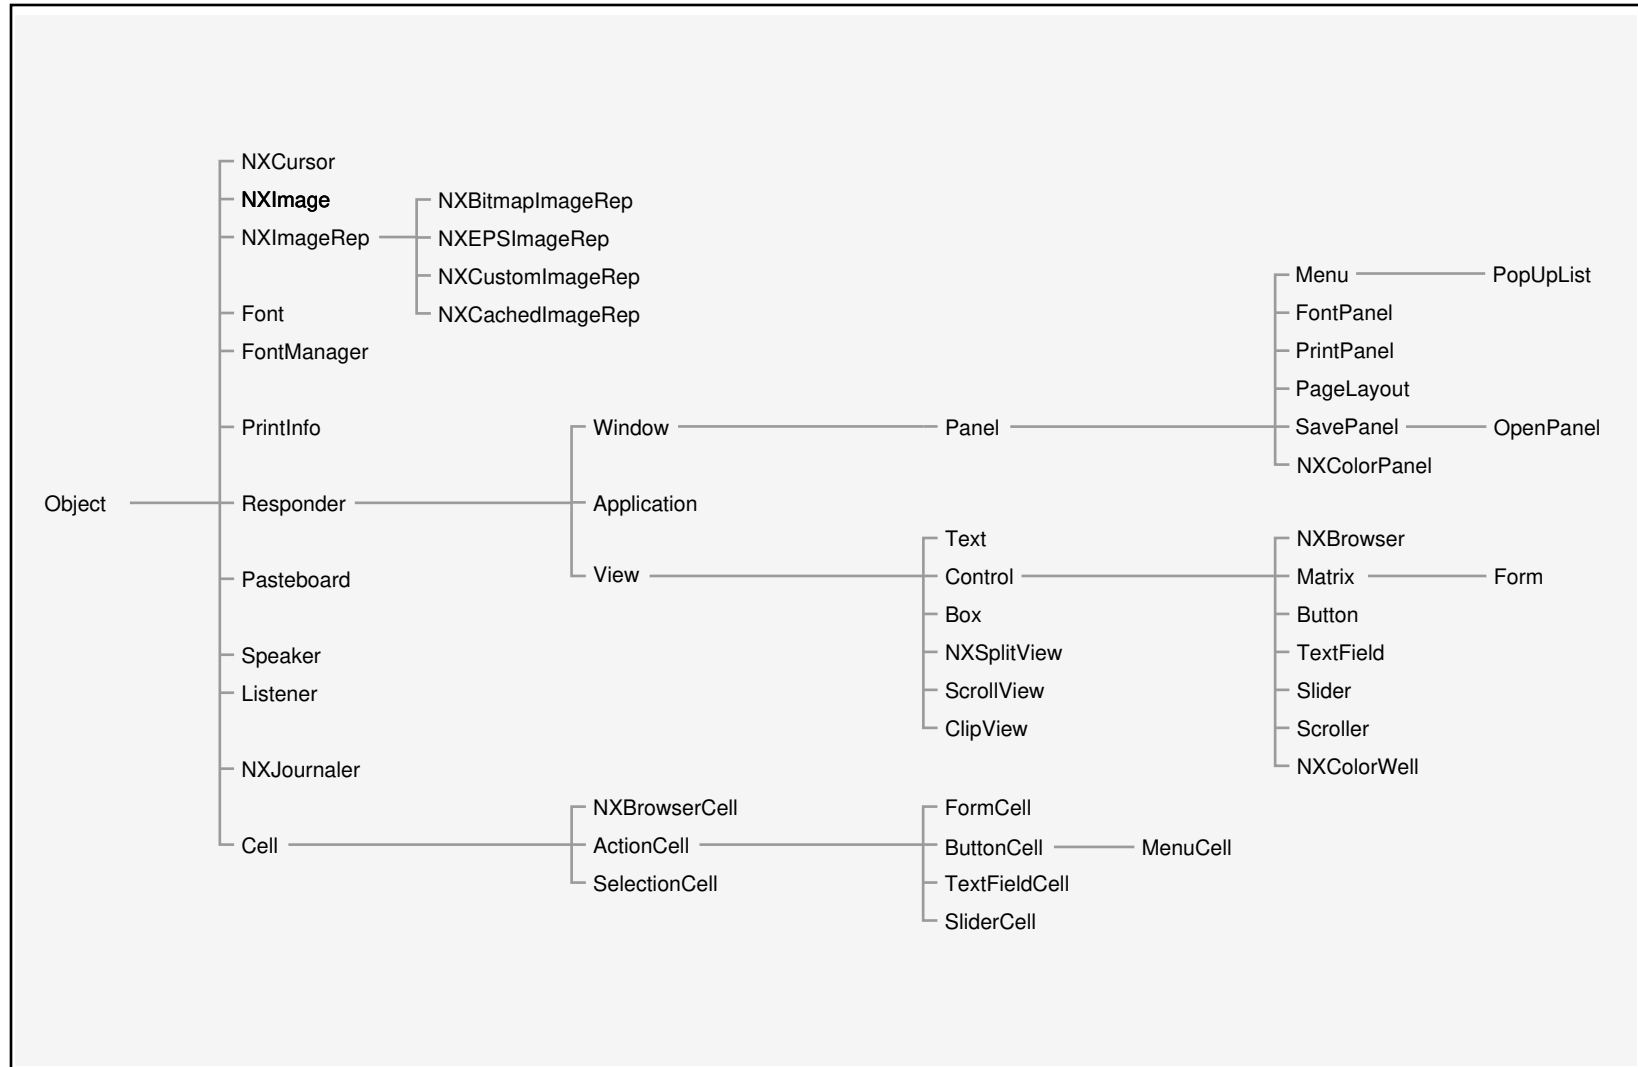 NXCursor
NXImage
NXImageRep
NXBitmapImageRep
NXEPSImageRep
NXCustomImageRep
NXCachedImageRep
Font
FontManager
PrintInfo
Object
Responder
Pasteboard
Speaker
Listener
NXJournaler
Cell
Window
Application
View
Panel
Menu
PopUpList
FontPanel
PrintPanel
PageLayout
SavePanel
OpenPanel
NXColorPanel
Text
Control
Box
NXSplitView
ScrollView
ClipView
NXBrowser
Matrix
Form
Button
TextField
Slider
Scroller
NXColorWell
NXBrowserCell
ActionCell
SelectionCell
FormCell
ButtonCell
MenuCell
TextFieldCell
SliderCell